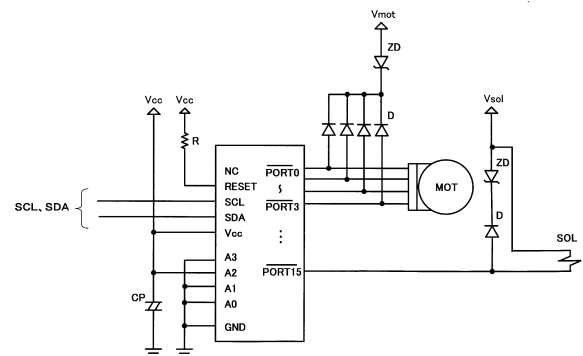 Vmot
ZD
Vcc
Vcc
D
Vsol
R
ZD
NC
PORT0
RESET
～
MOT
SCL、SDA
SCL
PORT3
D
SDA
Vcc
⋮
SOL
A3
A2
PORT15
CP
A1
A0
GND